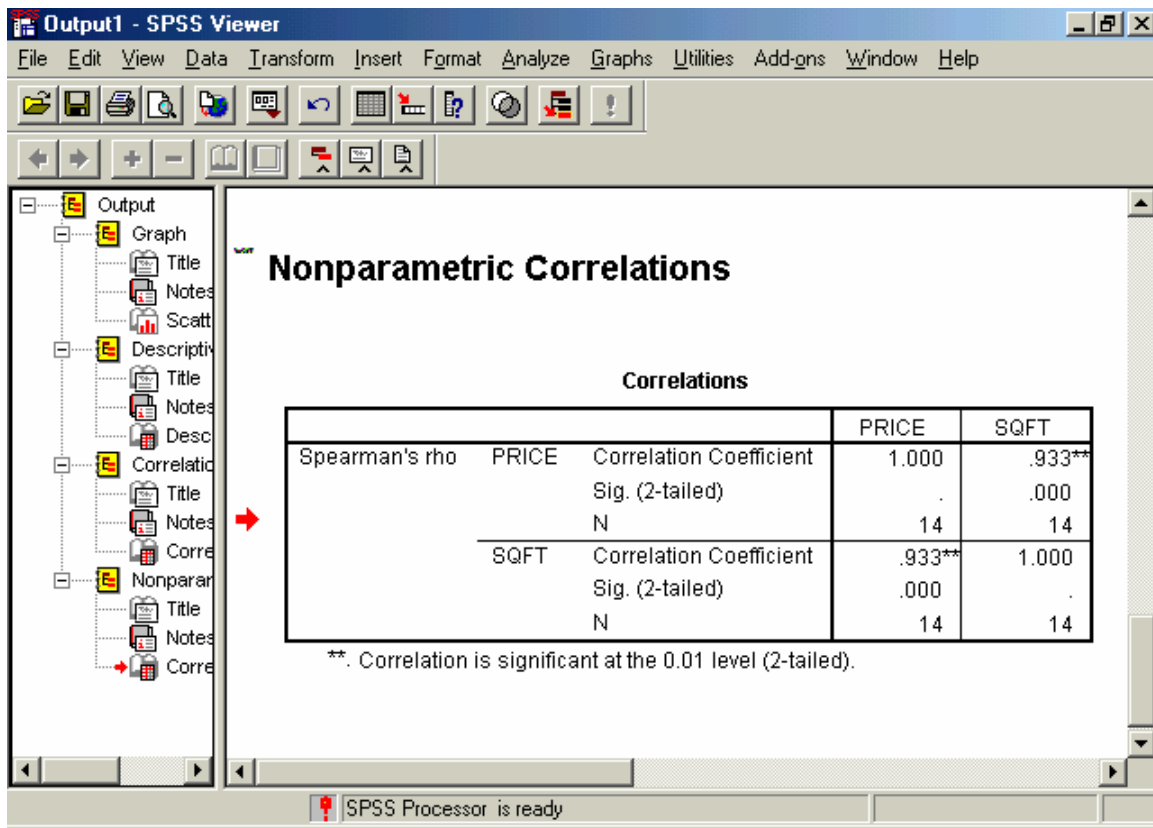 Output1 - SPSS Viewer
File Edit View Data Transform Insert Format Analyze Graphs Utilities Add-ons Window Help
Output
Graph
Title
Notes
Scatt
Descriptiv
Title
Notes
Desc
Correlatio
Title
Notes
Corre
Nonparar
Title
Notes
Corre
Nonparametric Correlations
Correlations
PRICE SQFT
Spearman's rho PRICE Correlation Coefficient 1.000 .933**
Sig. (2-tailed) . .000
N 14 14
SQFT Correlation Coefficient .933** 1.000
Sig. (2-tailed) .000 .
N 14 14
**. Correlation is significant at the 0.01 level (2-tailed).
SPSS Processor is ready